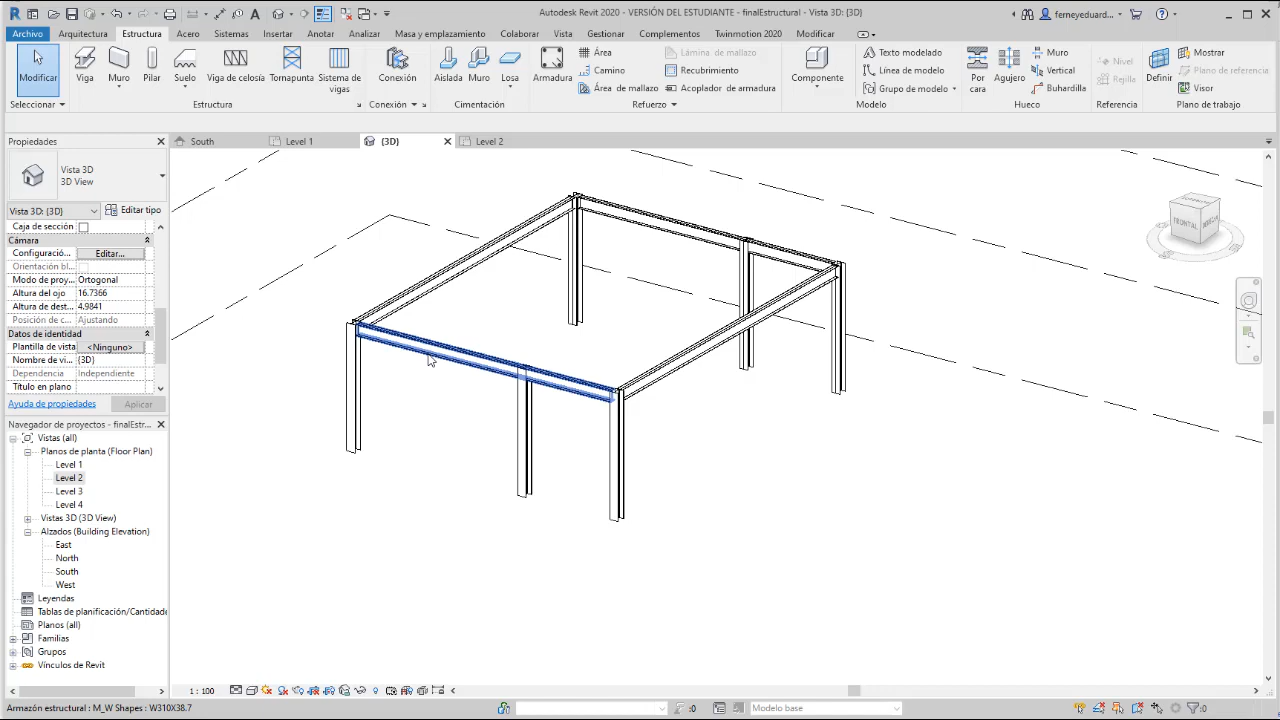 Autodesk Revit 2020 - VERSIÓN DEL ESTUDIANTE - finalEstructural - Vista 3D: {3D}
ferneyeduard...
Archivo Arquitectura Estructura Acero Sistemas Insertar Anotar Analizar Masa y emplazamiento Colaborar Vista Gestionar Complementos Twinmotion 2020 Modificar
Modificar Viga Muro Pilar Suelo Viga de celosía Tornapunta Sistema de vigas Conexión Aislada Muro Losa Armadura
Área
Camino
Área de mallazo
Lámina de mallazo
Recubrimiento
Acoplador de armadura
Componente
Texto modelado
Línea de modelo
Grupo de modelo
Por cara
Agujero
Muro
Vertical
Buhardilla
Nivel
Rejilla
Definir
Mostrar
Plano de referencia
Visor
Seleccionar Estructura Conexión Cimentación Refuerzo Modelo Hueco Referencia Plano de trabajo
Propiedades
South Level 1 {3D} Level 2
Vista 3D
3D View
Vista 3D: {3D} Editar tipo
Caja de sección
Cámara
Configuració... Editar...
Orientación bl...
Modo de proy... Ortogonal
Altura del ojo 16.7366
Altura de dest... 4.9841
Posición de c... Ajustando
Datos de identidad
Plantilla de vista <Ninguno>
Nombre de vi... {3D}
Dependencia Independiente
Título en plano
Ayuda de propiedades Aplicar
Navegador de proyectos - finalEstr...
Vistas (all)
Planos de planta (Floor Plan)
Level 1
Level 2
Level 3
Level 4
Vistas 3D (3D View)
Alzados (Building Elevation)
East
North
South
West
Leyendas
Tablas de planificación/Cantidade
Planos (all)
Familias
Grupos
Vínculos de Revit
FRONTAL
1 : 100
Armazón estructural : M_W Shapes : W310X38.7
:0
Modelo base
:0